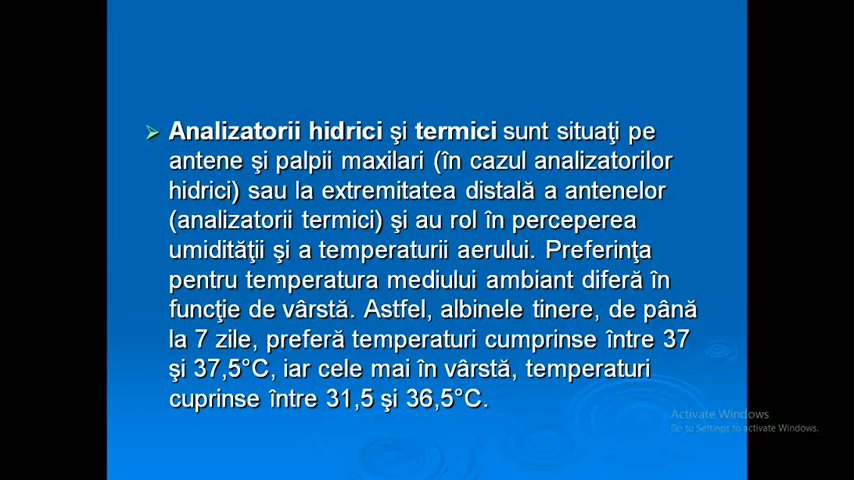 Analizatorii hidrici şi termici sunt situaţi pe
antene şi palpii maxilari (în cazul analizatorilor
hidrici) sau la extremitatea distală a antenelor
(analizatorii termici) şi au rol în perceperea
umidităţii şi a temperaturii aerului. Preferinţa
pentru temperatura mediului ambiant diferă în
funcţie de vârstă. Astfel, albinele tinere, de până
la 7 zile, preferă temperaturi cumprinse între 37
şi 37,5°C, iar cele mai în vârstă, temperaturi
cuprinse între 31,5 şi 36,5°C.
Activate Windows
Go to Settings to activate Windows.